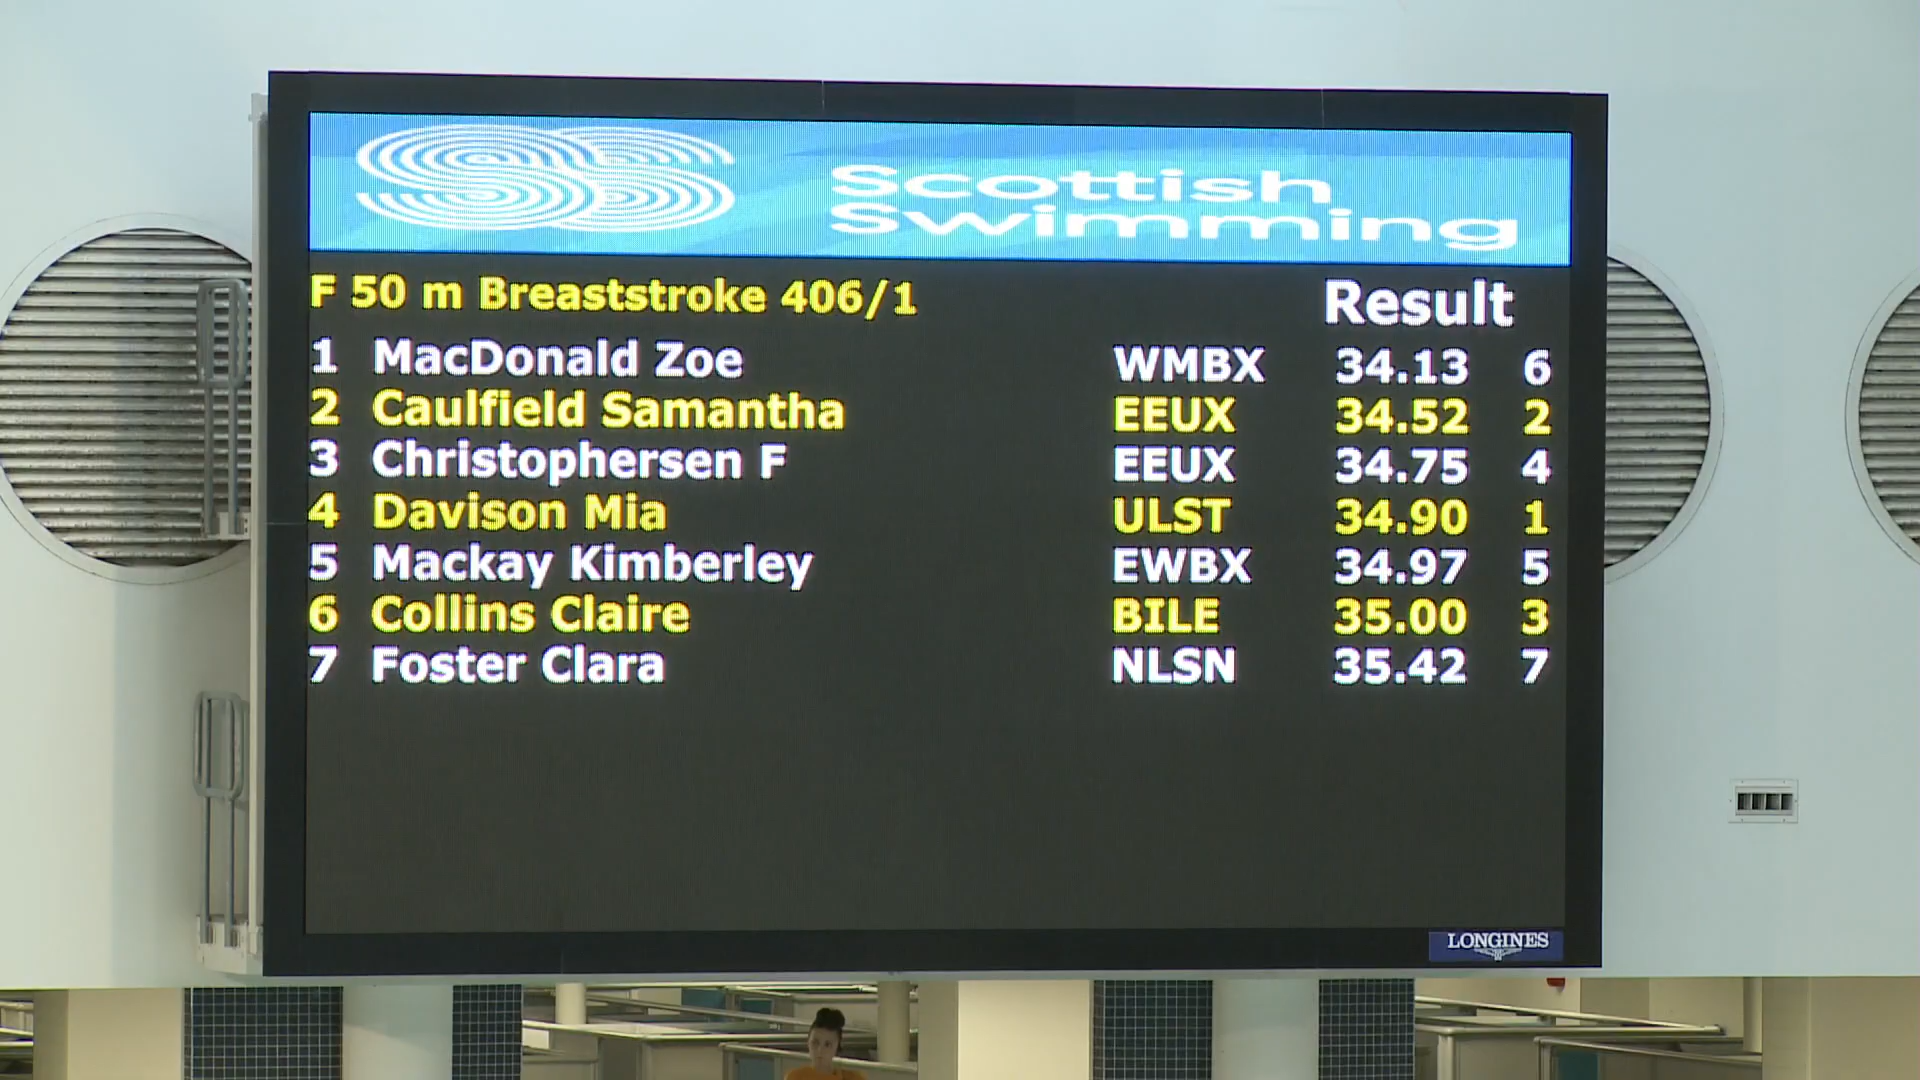 Scottish
Swimming
F 50 m Breaststroke 406/1 Result
1 MacDonald Zoe WMBX 34.13 6
2 Caulfield Samantha EEUX 34.52 2
3 Christophersen F EEUX 34.75 4
4 Davison Mia ULST 34.90 1
5 Mackay Kimberley EWBX 34.97 5
6 Collins Claire BILE 35.00 3
7 Foster Clara NLSN 35.42 7
LONGINES